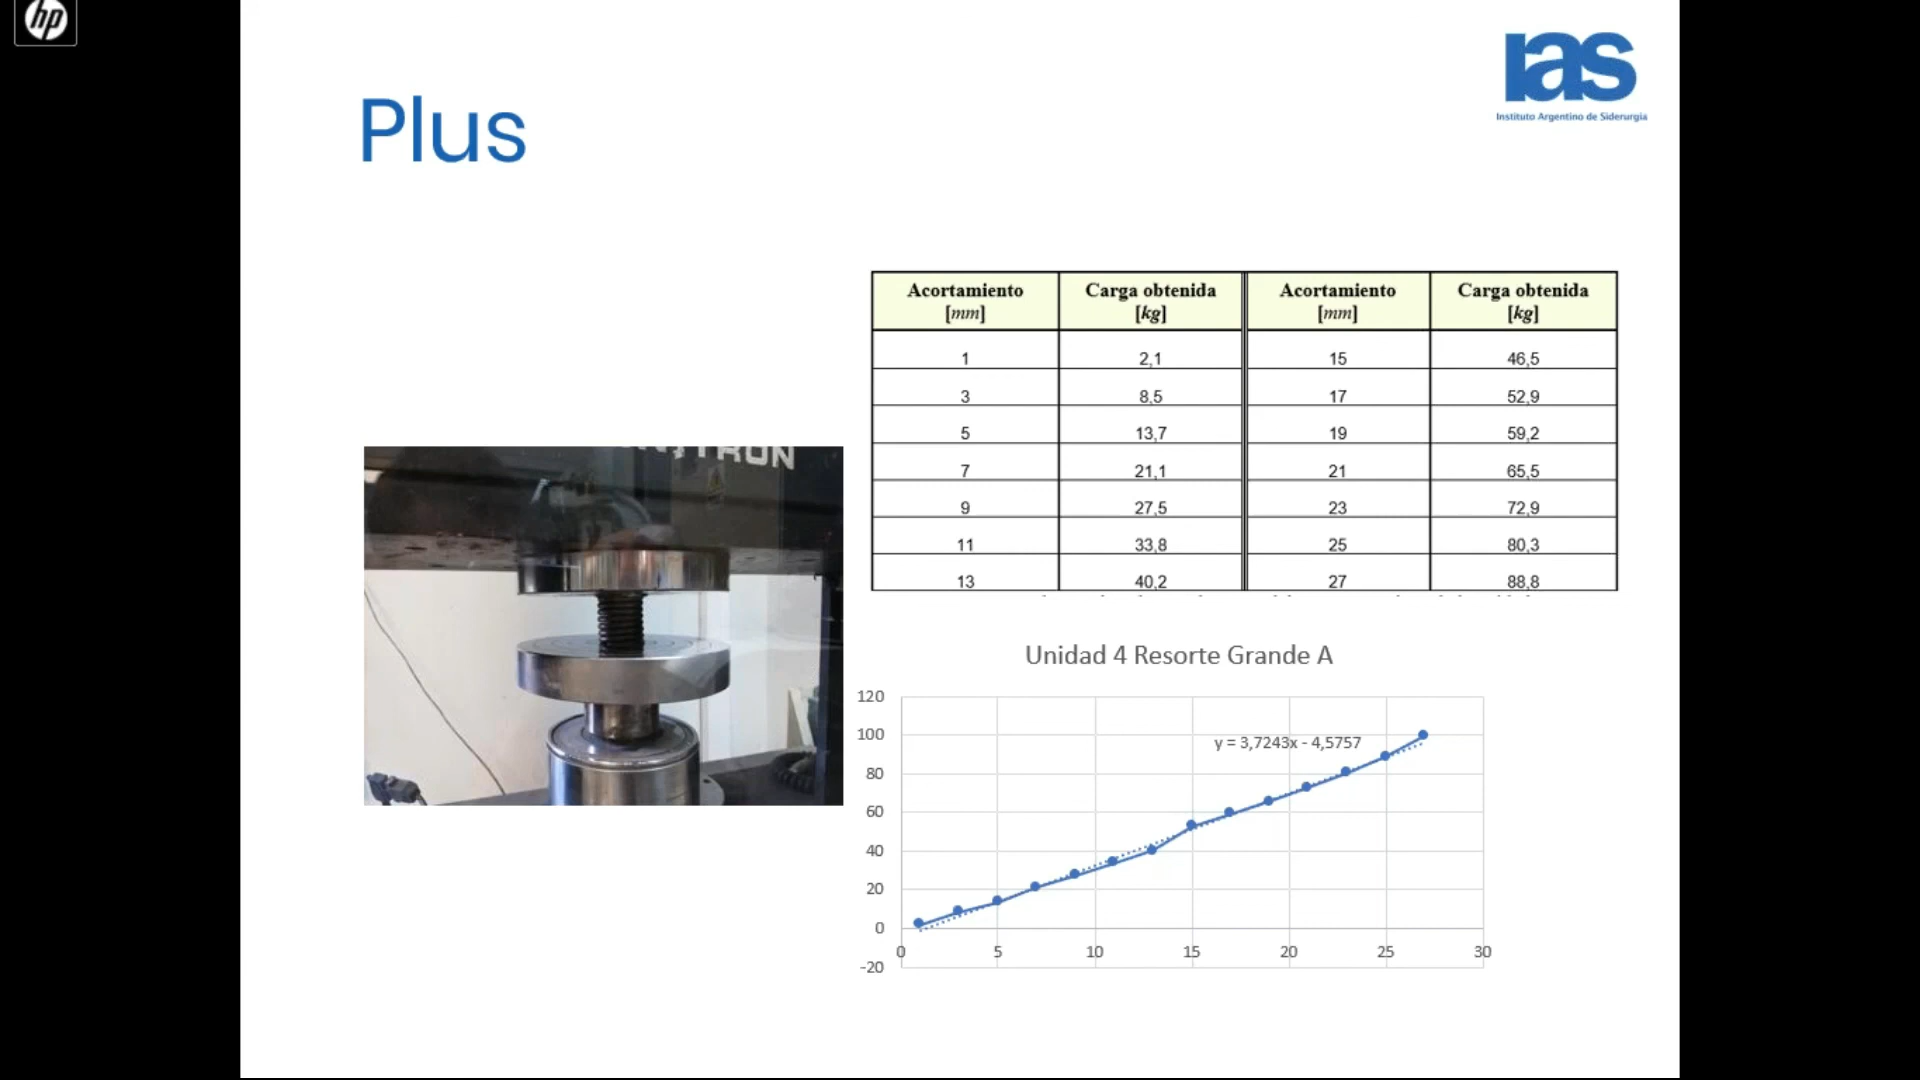 hp
ias
Instituto Argentino de Siderurgia
Plus
Acortamiento [mm] Carga obtenida [kg] Acortamiento [mm] Carga obtenida [kg]
1 2,1 15 46,5
3 8,5 17 52,9
5 13,7 19 59,2
7 21,1 21 65,5
9 27,5 23 72,9
11 33,8 25 80,3
13 40,2 27 88,8
Unidad 4 Resorte Grande A
120
100
80
60
40
20
0
-20
y = 3,7243x - 4,5757
0 5 10 15 20 25 30